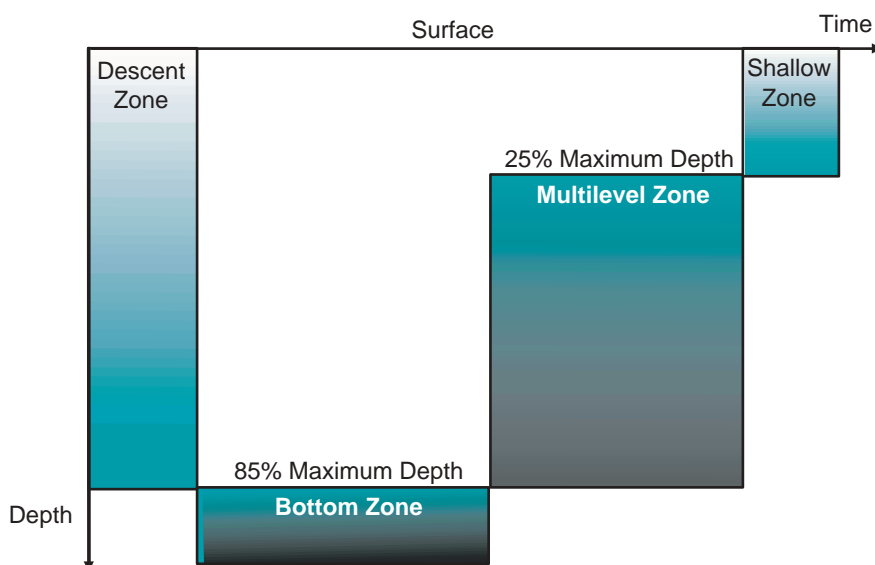 Surface
Time
Descent
Zone
Shallow
Zone
25% Maximum Depth
Multilevel Zone
85% Maximum Depth
Bottom Zone
Depth